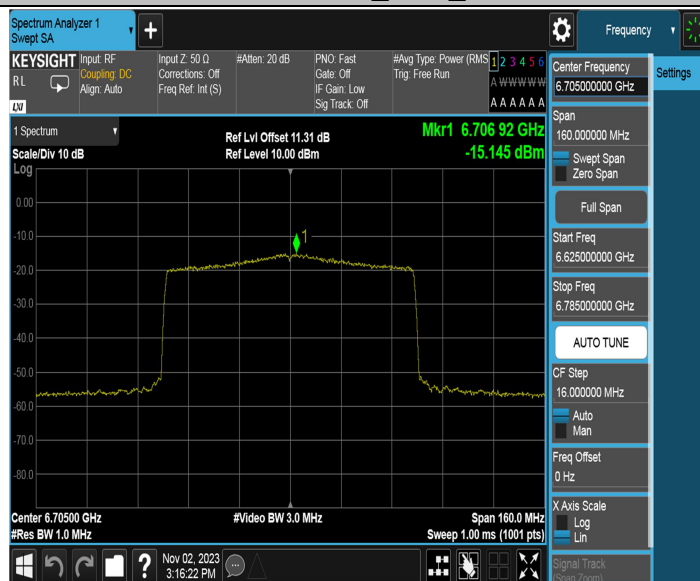 Spectrum Analyzer 1
Swept SA
+
Frequency
KEYSIGHT
RL
LXI
Input: RF
Coupling: DC
Align: Auto
Input Z: 50 Ω
Corrections: Off
Freq Ref: Int (S)
#Atten: 20 dB
PNO: Fast
Gate: Off
IF Gain: Low
Sig Track: Off
#Avg Type: Power (RMS
Trig: Free Run
1 2 3 4 5 6
A W W W W W
A A A A A A
1 Spectrum
Scale/Div 10 dB
Ref Lvl Offset 11.31 dB
Ref Level 10.00 dBm
Mkr1 6.706 92 GHz
-15.145 dBm
Log
0.00
-10.0
-20.0
-30.0
-40.0
-50.0
-60.0
-70.0
-80.0
1
Center 6.70500 GHz
#Res BW 1.0 MHz
#Video BW 3.0 MHz
Span 160.0 MHz
Sweep 1.00 ms (1001 pts)
Nov 02, 2023
3:16:22 PM
Center Frequency
6.705000000 GHz
Span
160.000000 MHz
Swept Span
Zero Span
Full Span
Start Freq
6.625000000 GHz
Stop Freq
6.785000000 GHz
AUTO TUNE
CF Step
16.000000 MHz
Auto
Man
Freq Offset
0 Hz
X Axis Scale
Log
Lin
Signal Track
(Span Zoom)
Settings